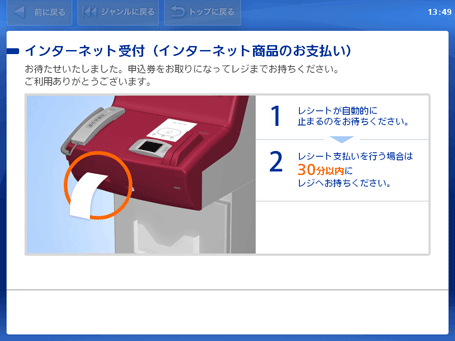 前に戻る ジャンルに戻る トップに戻る 13:49
インターネット受付（インターネット商品のお支払い）
お待たせいたしました。申込券をお取りになってレジまでお持ちください。
ご利用ありがとうございます。
1 レシートが自動的に
止まるのをお待ちください。
2 レシート支払いを行う場合は
30分以内に
レジへお持ちください。